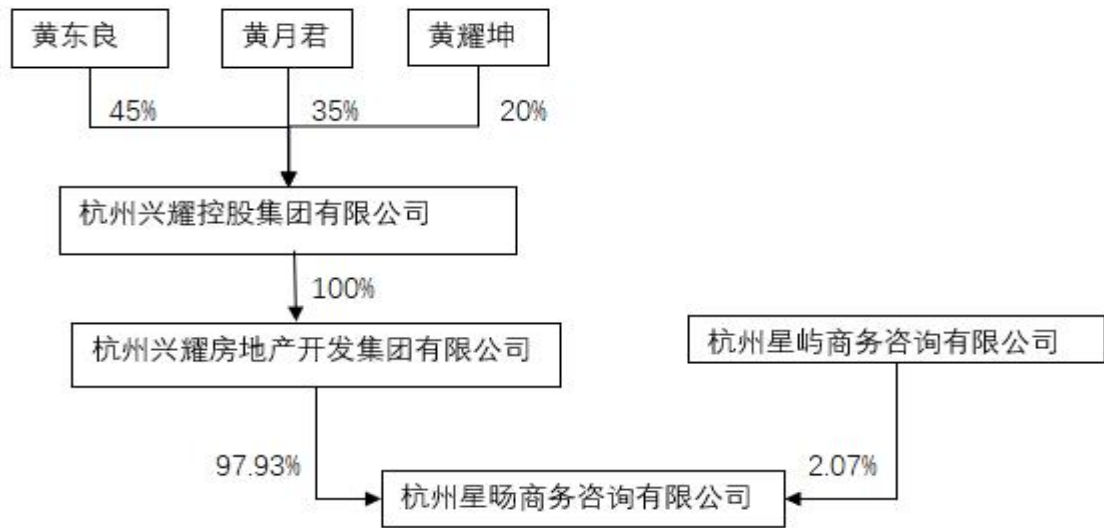 黄东良
黄月君
黄耀坤
45%
35%
20%
杭州兴耀控股集团有限公司
100%
杭州兴耀房地产开发集团有限公司
杭州星屿商务咨询有限公司
97.93%
2.07%
杭州星旸商务咨询有限公司